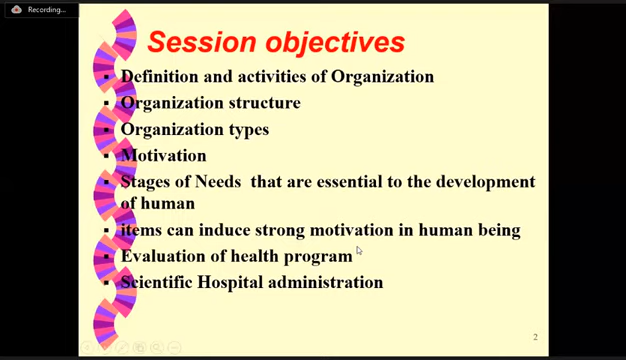 Recording...
Session objectives
▪ Definition and activities of Organization
▪ Organization structure
▪ Organization types
▪ Motivation
▪ Stages of Needs that are essential to the development
of human
▪ items can induce strong motivation in human being
▪ Evaluation of health program
▪ Scientific Hospital administration
2